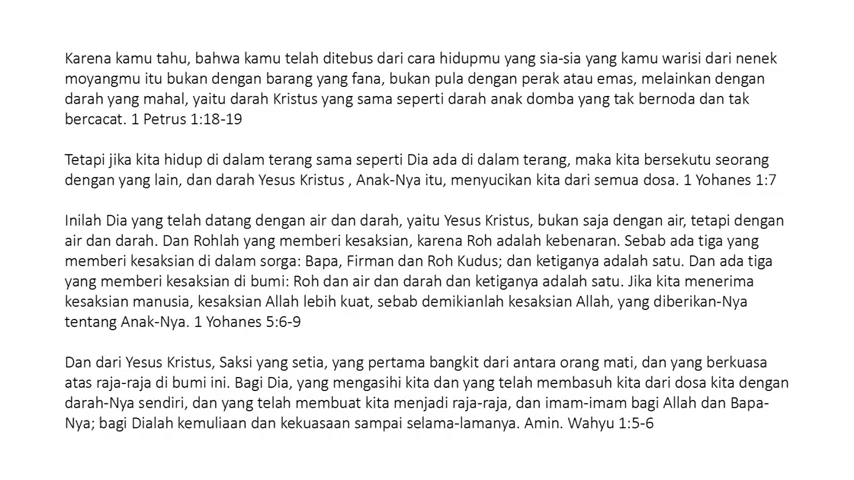 Karena kamu tahu, bahwa kamu telah ditebus dari cara hidupmu yang sia-sia yang kamu warisi dari nenek
moyangmu itu bukan dengan barang yang fana, bukan pula dengan perak atau emas, melainkan dengan
darah yang mahal, yaitu darah Kristus yang sama seperti darah anak domba yang tak bernoda dan tak
bercacat. 1 Petrus 1:18-19
Tetapi jika kita hidup di dalam terang sama seperti Dia ada di dalam terang, maka kita bersekutu seorang
dengan yang lain, dan darah Yesus Kristus , Anak-Nya itu, menyucikan kita dari semua dosa. 1 Yohanes 1:7
Inilah Dia yang telah datang dengan air dan darah, yaitu Yesus Kristus, bukan saja dengan air, tetapi dengan
air dan darah. Dan Rohlah yang memberi kesaksian, karena Roh adalah kebenaran. Sebab ada tiga yang
memberi kesaksian di dalam sorga: Bapa, Firman dan Roh Kudus; dan ketiganya adalah satu. Dan ada tiga
yang memberi kesaksian di bumi: Roh dan air dan darah dan ketiganya adalah satu. Jika kita menerima
kesaksian manusia, kesaksian Allah lebih kuat, sebab demikianlah kesaksian Allah, yang diberikan-Nya
tentang Anak-Nya. 1 Yohanes 5:6-9
Dan dari Yesus Kristus, Saksi yang setia, yang pertama bangkit dari antara orang mati, dan yang berkuasa
atas raja-raja di bumi ini. Bagi Dia, yang mengasihi kita dan yang telah membasuh kita dari dosa kita dengan
darah-Nya sendiri, dan yang telah membuat kita menjadi raja-raja, dan imam-imam bagi Allah dan Bapa-
Nya; bagi Dialah kemuliaan dan kekuasaan sampai selama-lamanya. Amin. Wahyu 1:5-6